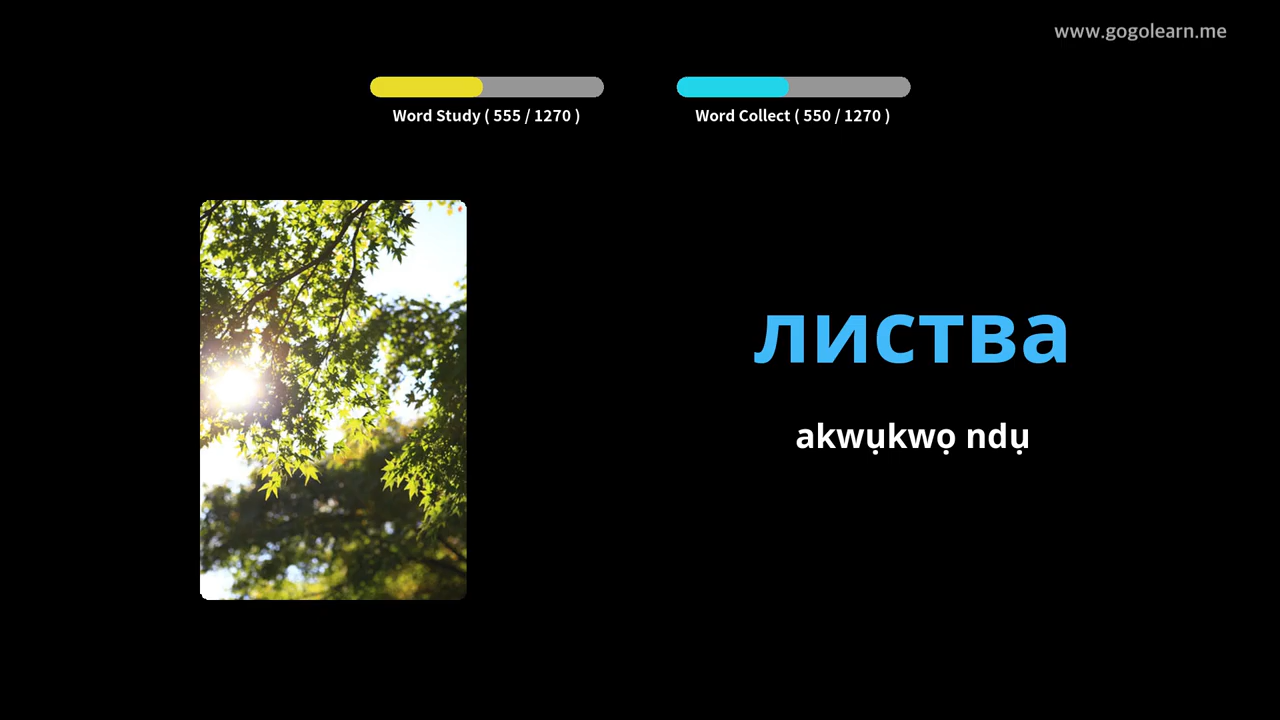 www.gogolearn.me
Word Study ( 555 / 1270 )
Word Collect ( 550 / 1270 )
листва
akwụkwọ ndụ